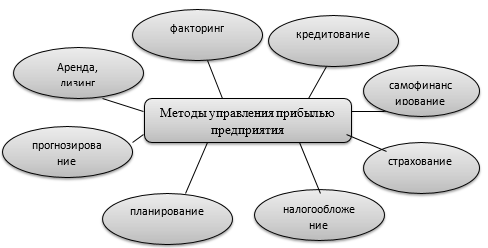 факторинг
кредитование
Аренда,
лизинг
самофинанс
ирование
Методы управления прибылью
предприятия
прогнозирова
ние
страхование
планирование
налогообложе
ние